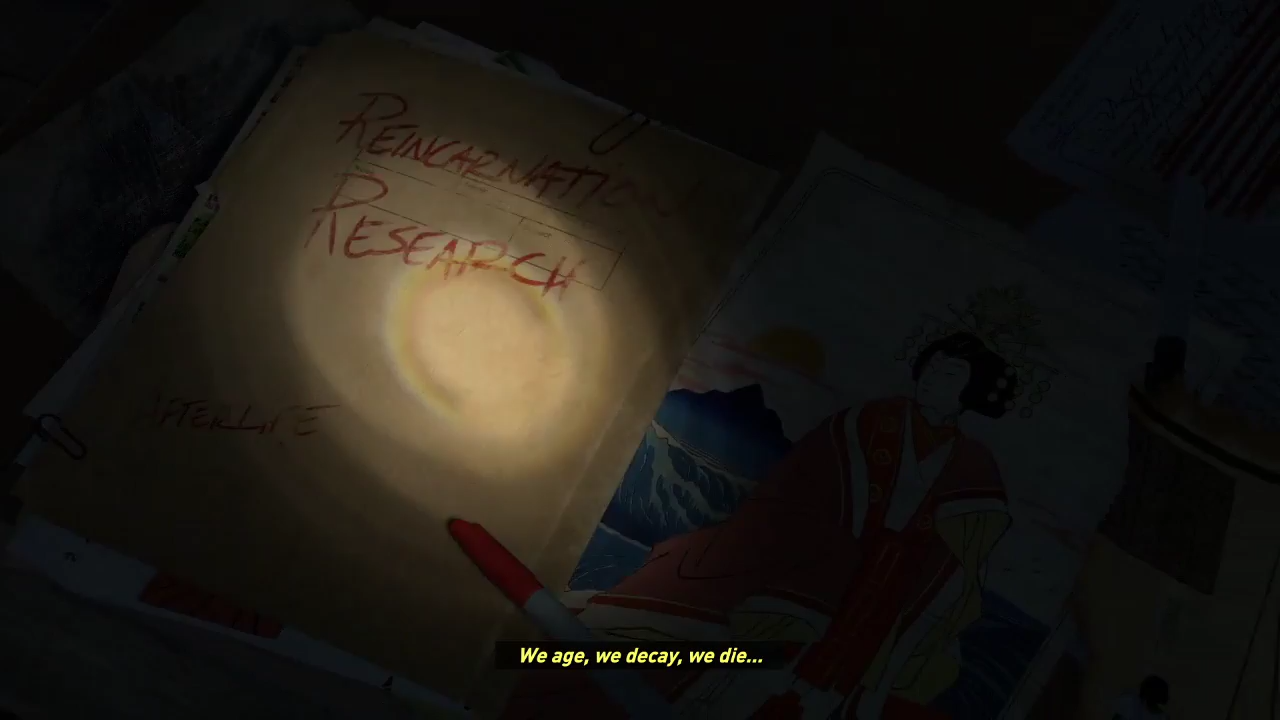 REINCARNATION
RESEARCH
AFTERLIFE
We age, we decay, we die...